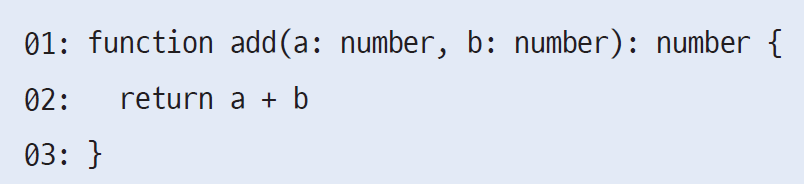 01: function add(a: number, b: number): number {
02:   return a + b
03: }